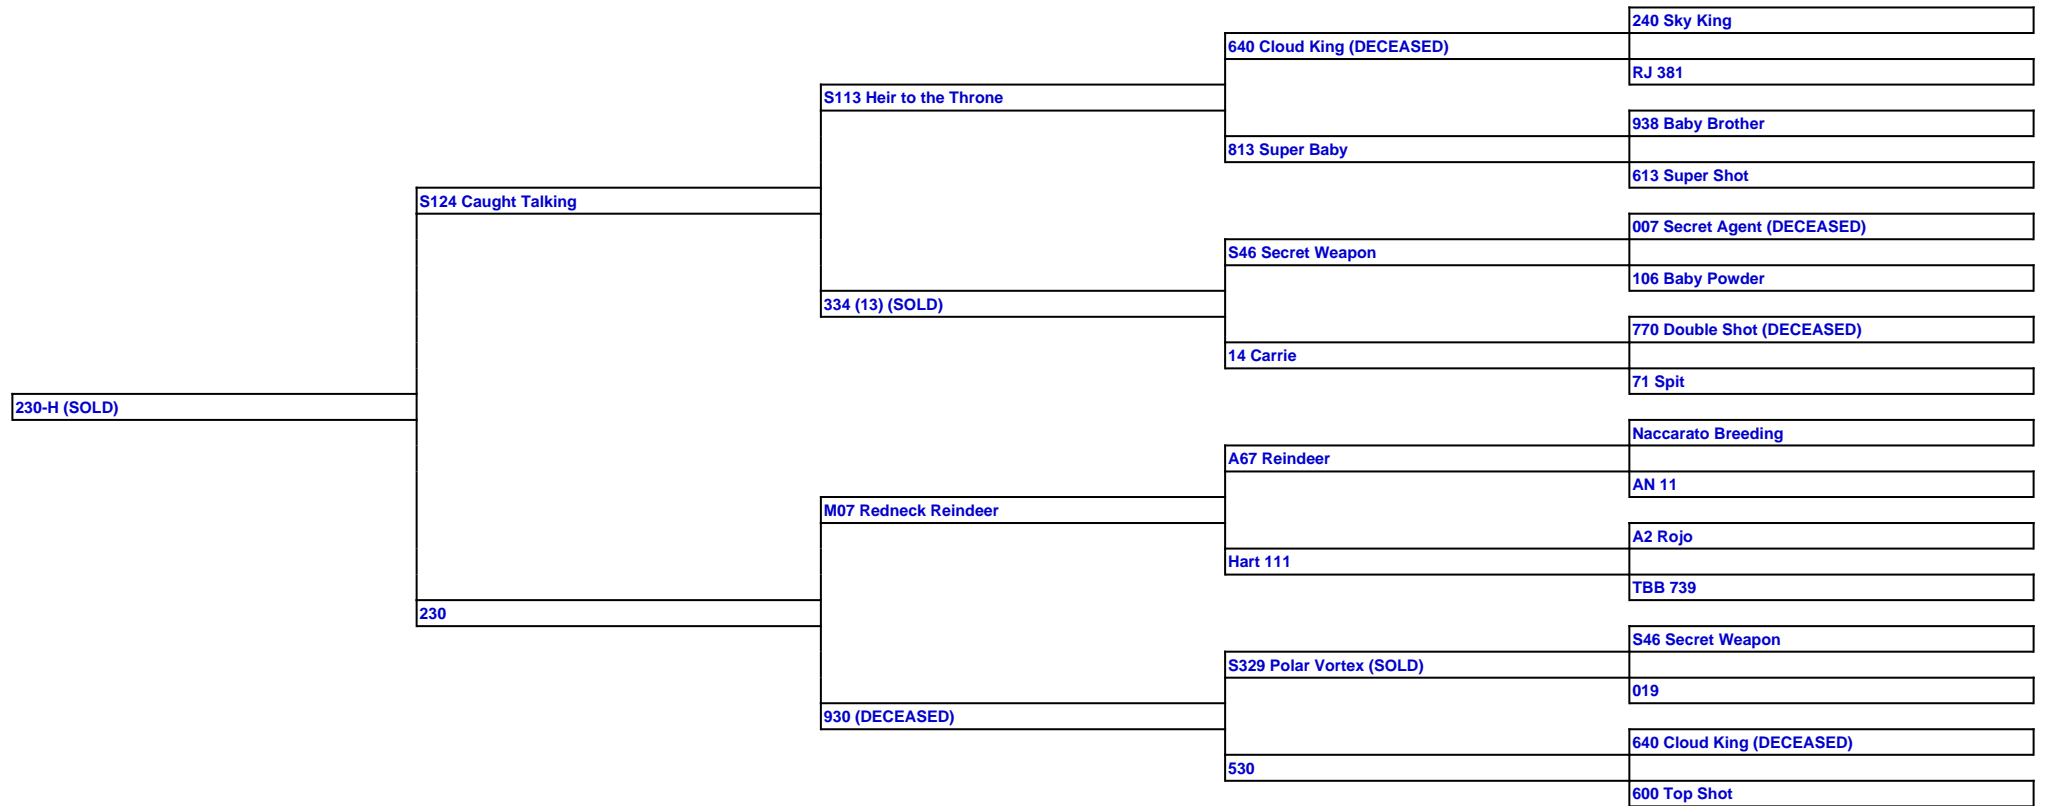 240 Sky King
640 Cloud King (DECEASED)
RJ 381
S113 Heir to the Throne
938 Baby Brother
813 Super Baby
613 Super Shot
S124 Caught Talking
007 Secret Agent (DECEASED)
S46 Secret Weapon
106 Baby Powder
334 (13) (SOLD)
770 Double Shot (DECEASED)
14 Carrie
71 Spit
230-H (SOLD)
Naccarato Breeding
A67 Reindeer
AN 11
M07 Redneck Reindeer
A2 Rojo
Hart 111
TBB 739
230
S46 Secret Weapon
S329 Polar Vortex (SOLD)
019
930 (DECEASED)
640 Cloud King (DECEASED)
530
600 Top Shot